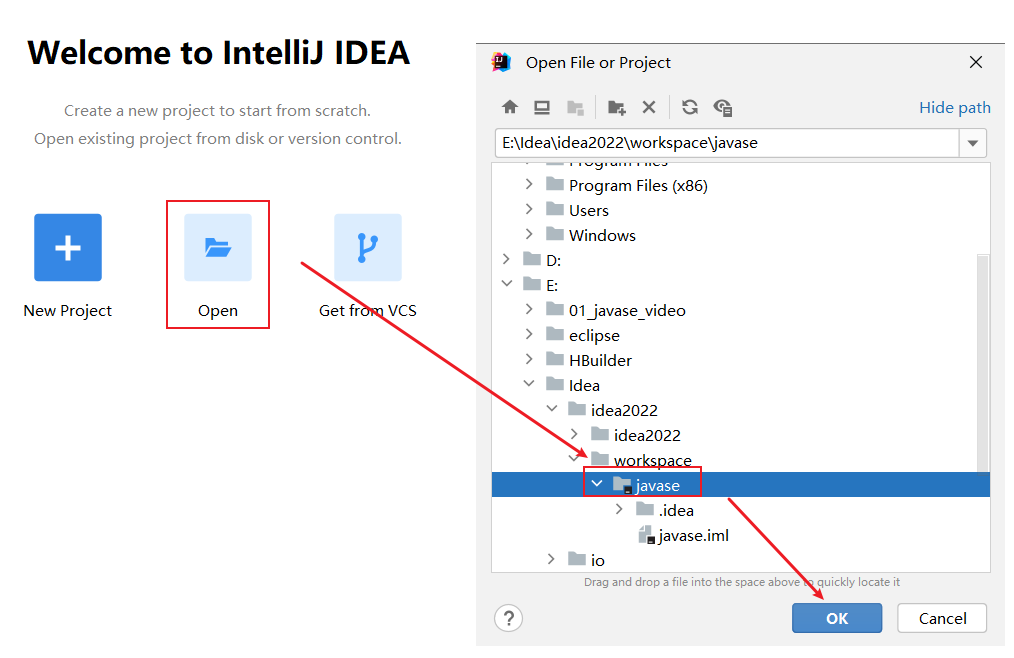 Welcome to IntelliJ IDEA
Create a new project to start from scratch.
Open existing project from disk or version control.
New Project
Open
Get from VCS
Open File or Project
Hide path
E:\Idea\idea2022\workspace\javase
Program Files
Program Files (x86)
Users
Windows
D:
E:
01_javase_video
eclipse
HBuilder
Idea
idea2022
idea2022
workspace
javase
.idea
javase.iml
io
Drag and drop a file into the space above to quickly locate it
?
OK
Cancel